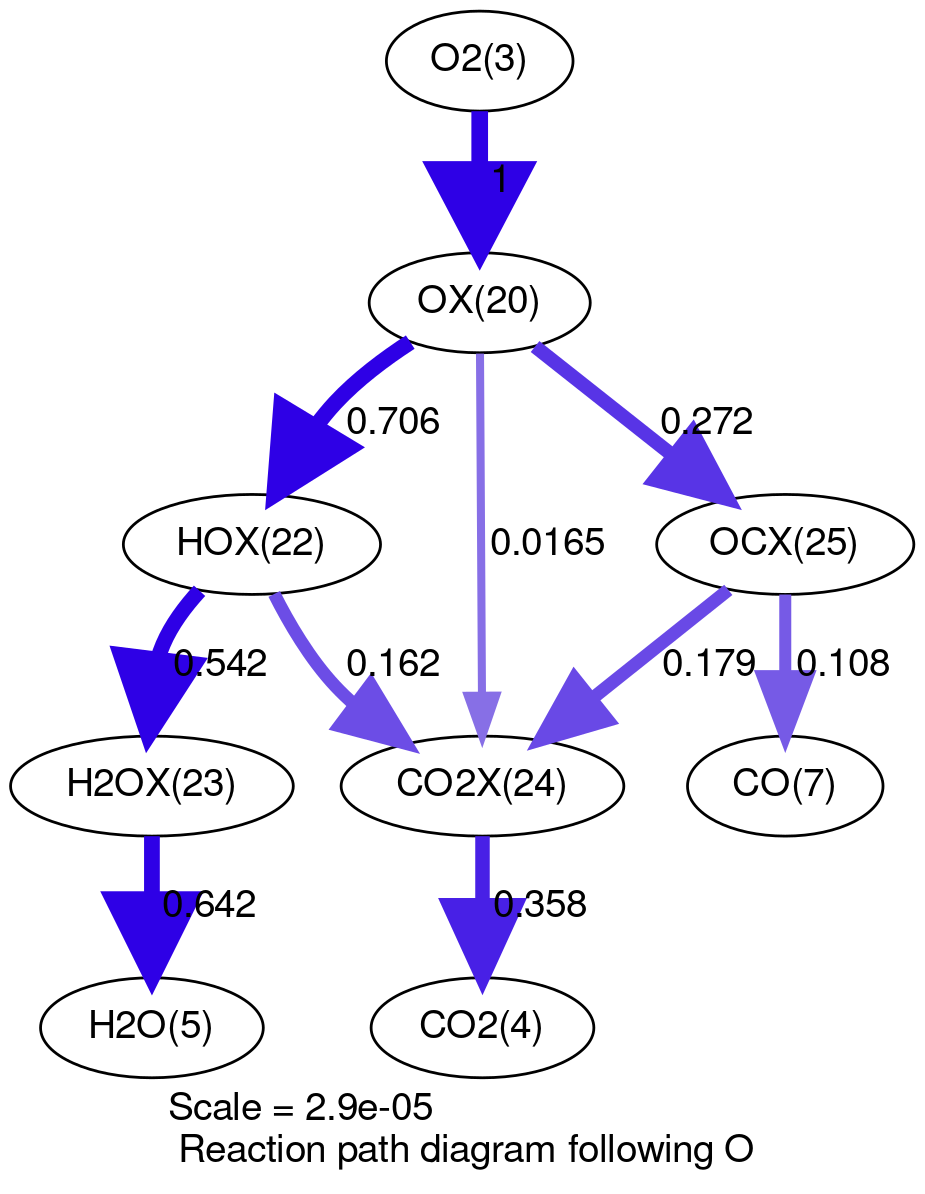 O2(3)
1
OX(20)
0.706
0.272
HOX(22)
0.0165
OCX(25)
0.542
0.162
0.179
0.108
H2OX(23)
CO2X(24)
CO(7)
0.642
0.358
H2O(5)
CO2(4)
Scale = 2.9e-05
Reaction path diagram following O